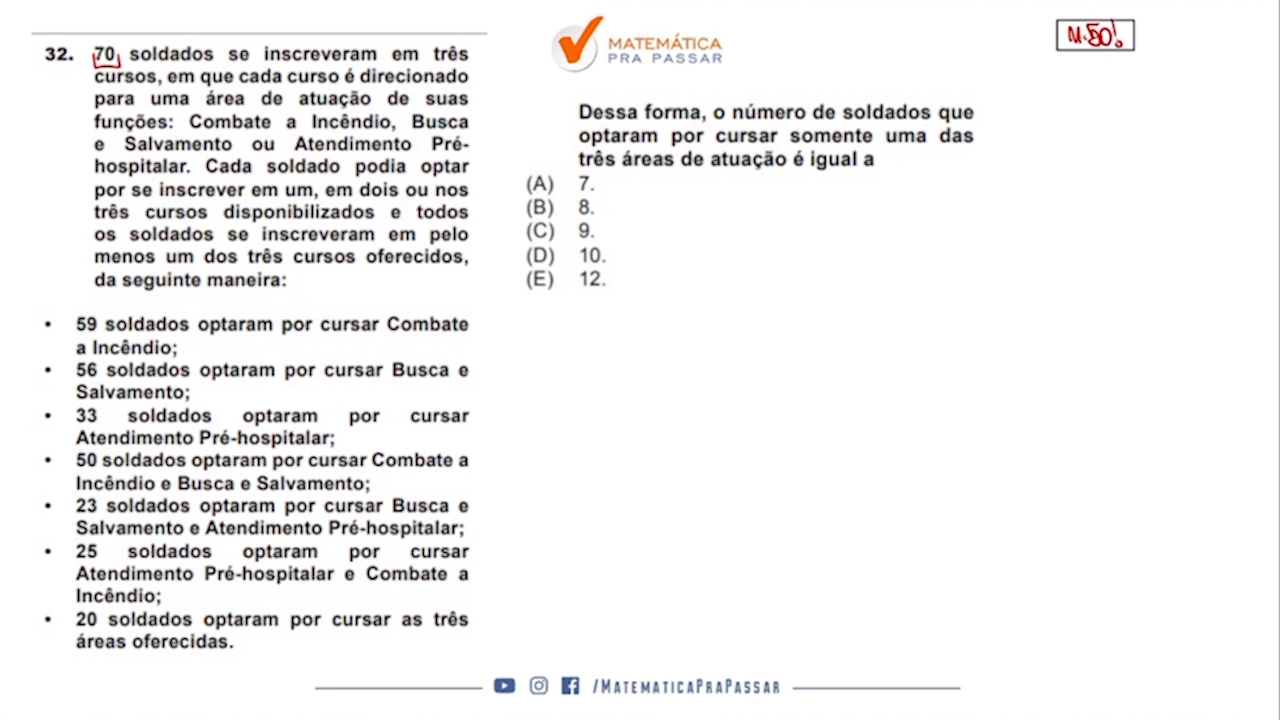 32. 70 soldados se inscreveram em três
cursos, em que cada curso é direcionado
para uma área de atuação de suas
funções: Combate a Incêndio, Busca
e Salvamento ou Atendimento Pré-
hospitalar. Cada soldado podia optar
por se inscrever em um, em dois ou nos
três cursos disponibilizados e todos
os soldados se inscreveram em pelo
menos um dos três cursos oferecidos,
da seguinte maneira:
• 59 soldados optaram por cursar Combate
a Incêndio;
• 56 soldados optaram por cursar Busca e
Salvamento;
• 33 soldados optaram por cursar
Atendimento Pré-hospitalar;
• 50 soldados optaram por cursar Combate a
Incêndio e Busca e Salvamento;
• 23 soldados optaram por cursar Busca e
Salvamento e Atendimento Pré-hospitalar;
• 25 soldados optaram por cursar
Atendimento Pré-hospitalar e Combate a
Incêndio;
• 20 soldados optaram por cursar as três
áreas oferecidas.
MATEMÁTICA
PRA PASSAR
Dessa forma, o número de soldados que
optaram por cursar somente uma das
três áreas de atuação é igual a
(A) 7.
(B) 8.
(C) 9.
(D) 10.
(E) 12.
/MATEMATICAPRAPASSAR